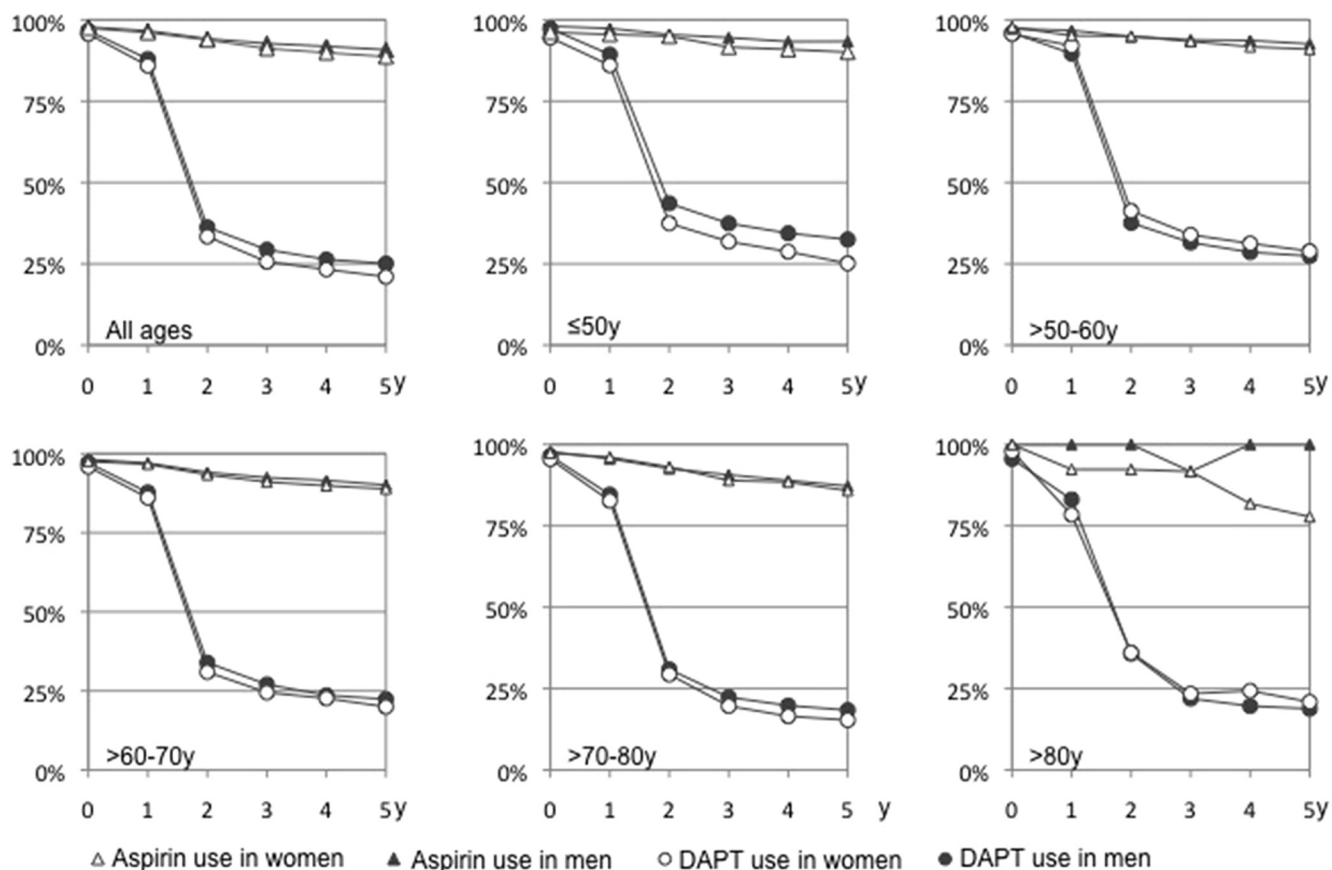 100%
75%
50%
25%
0%
All ages
0 1 2 3 4 5y
100%
75%
50%
25%
0%
≤50y
0 1 2 3 4 5y
100%
75%
50%
25%
0%
>50-60y
0 1 2 3 4 5y
100%
75%
50%
25%
0%
>60-70y
0 1 2 3 4 5y
100%
75%
50%
25%
0%
>70-80y
0 1 2 3 4 5 y
100%
75%
50%
25%
0%
>80y
0 1 2 3 4 5y
Aspirin use in women Aspirin use in men DAPT use in women DAPT use in men